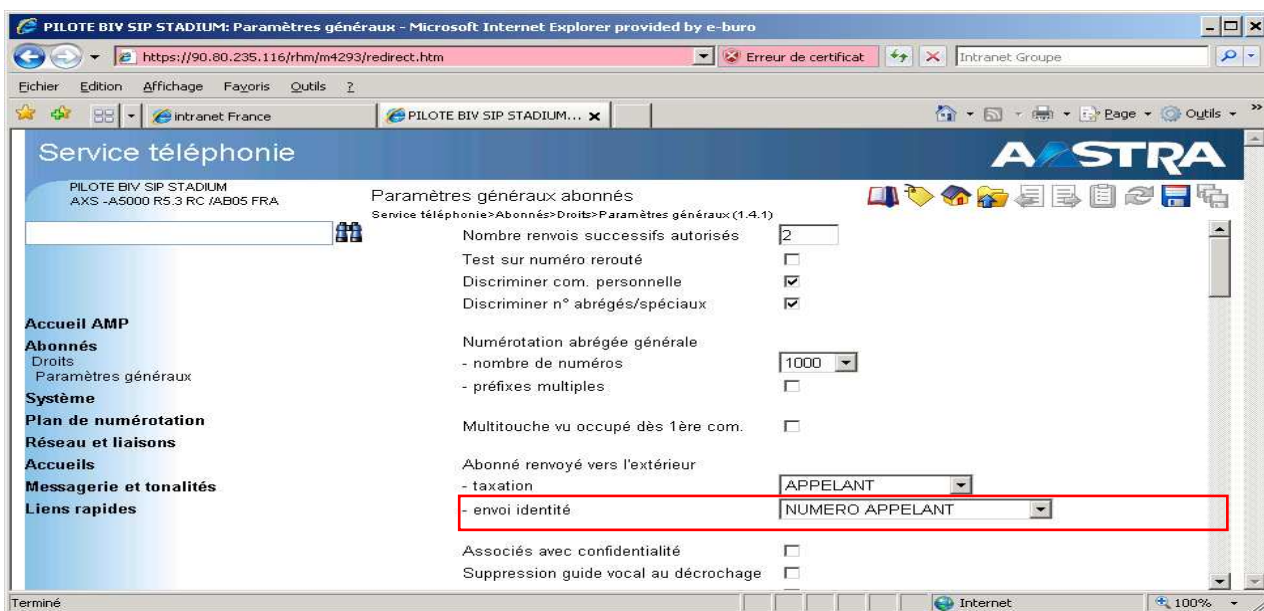 PILOTE BIV SIP STADIUM: Paramètres généraux - Microsoft Internet Explorer provided by e-buro
https://90.80.235.116/rhm/m4293/redirect.htm Erreur de certificat Intranet Groupe
Eichier Edition Affichage Favoris Outils ?
intranet France PILOTE BIV SIP STADIUM... Page Outils »
Service téléphonie AASTRA
PILOTE BIV SIP STADIUM
AXS -A5000 R5.3 RC /AB05 FRA
Paramètres généraux abonnés
Service téléphonie>Abonnés>Droits>Paramètres généraux (1.4.1)
Nombre renvois successifs autorisés 2
Test sur numéro rerouté
Discriminer com. personnelle
Discriminer n° abrégés/spéciaux
Accueil AMP
Abonnés
Droits
Paramètres généraux
Système
Plan de numérotation
Réseau et liaisons
Accueils
Messagerie et tonalités
Liens rapides
Numérotation abrégée générale
- nombre de numéros 1000
- préfixes multiples
Multitouche vu occupé dès 1ère com.
Abonné renvoyé vers l'extérieur
- taxation APPELANT
- envoi identité NUMERO APPELANT
Associés avec confidentialité
Suppression guide vocal au décrochage
Terminé Internet 100%